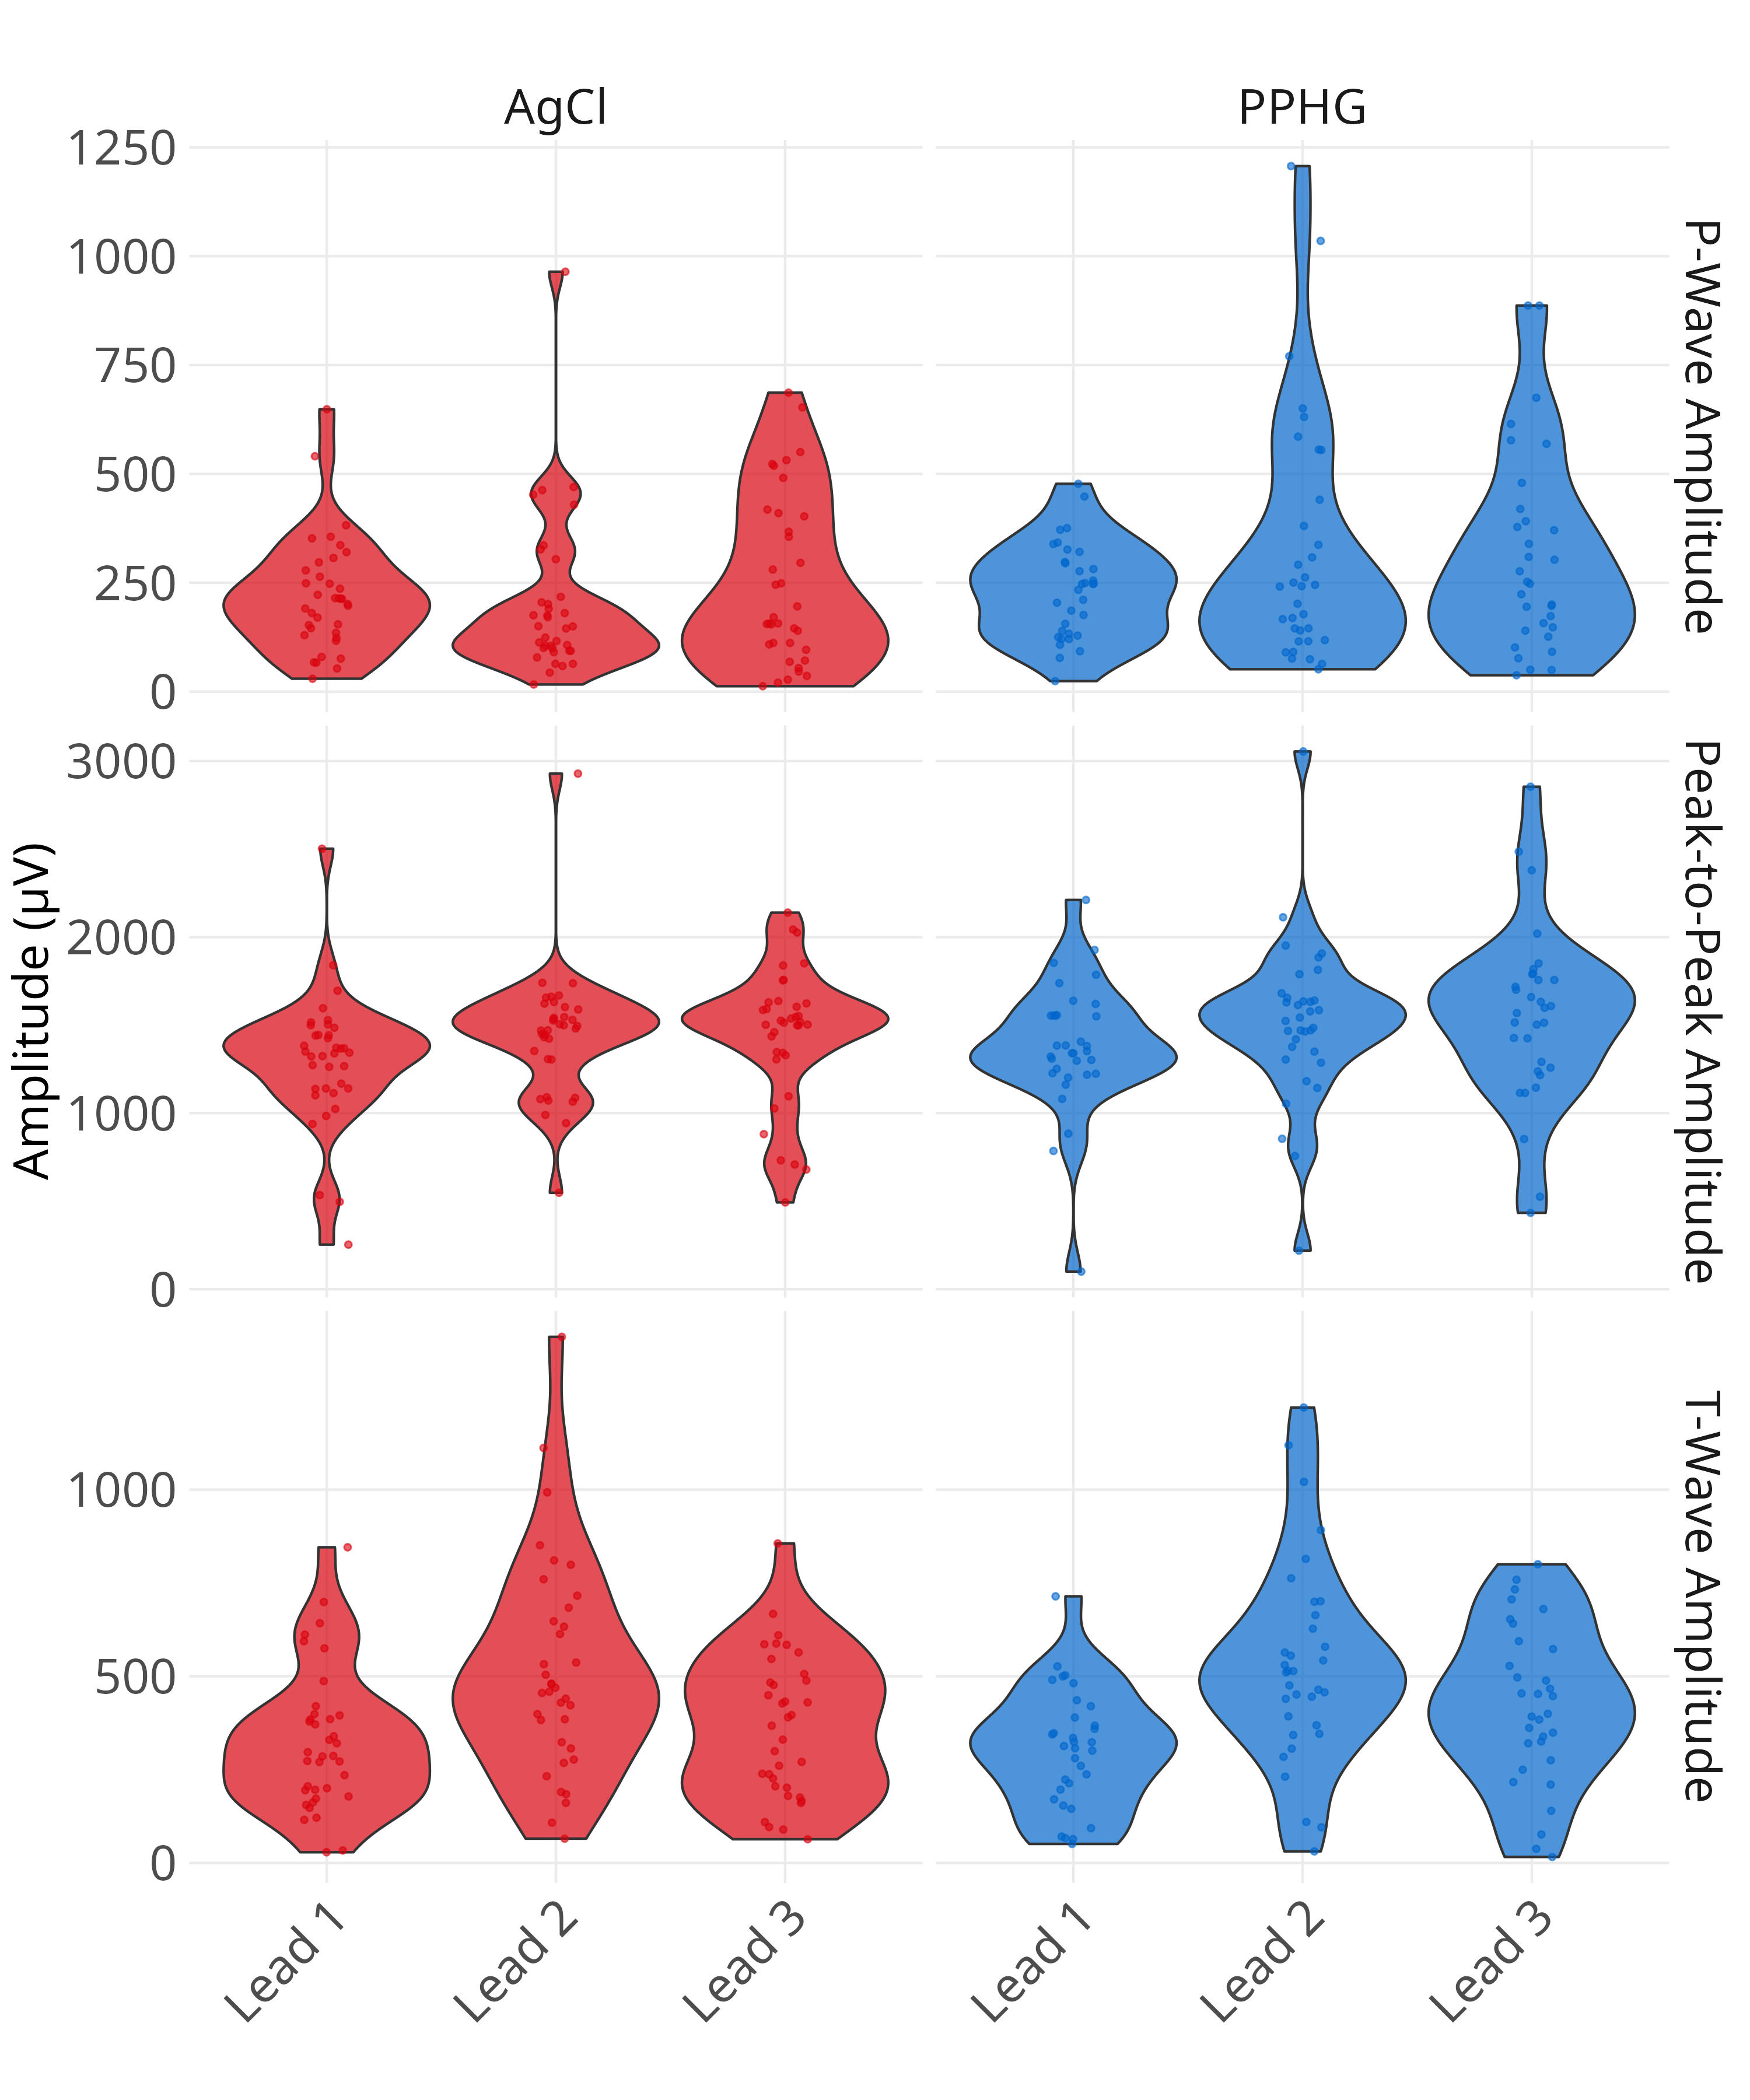 AgCl
PPHG
1250
1000
750
500
250
0
P-Wave Amplitude
3000
2000
1000
0
Peak-to-Peak Amplitude
Amplitude (µV)
1000
500
0
T-Wave Amplitude
Lead 1
Lead 2
Lead 3
Lead 1
Lead 2
Lead 3